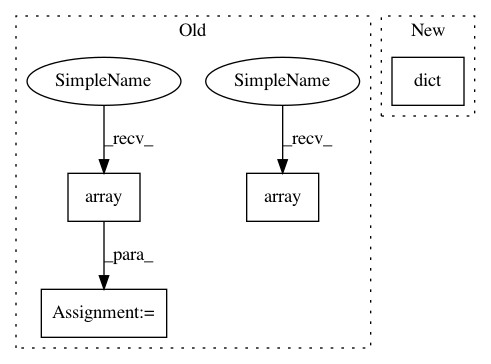 Old
New
SimpleName
SimpleName
dict
_recv_
_recv_
array
array
_para_
Assignment:=